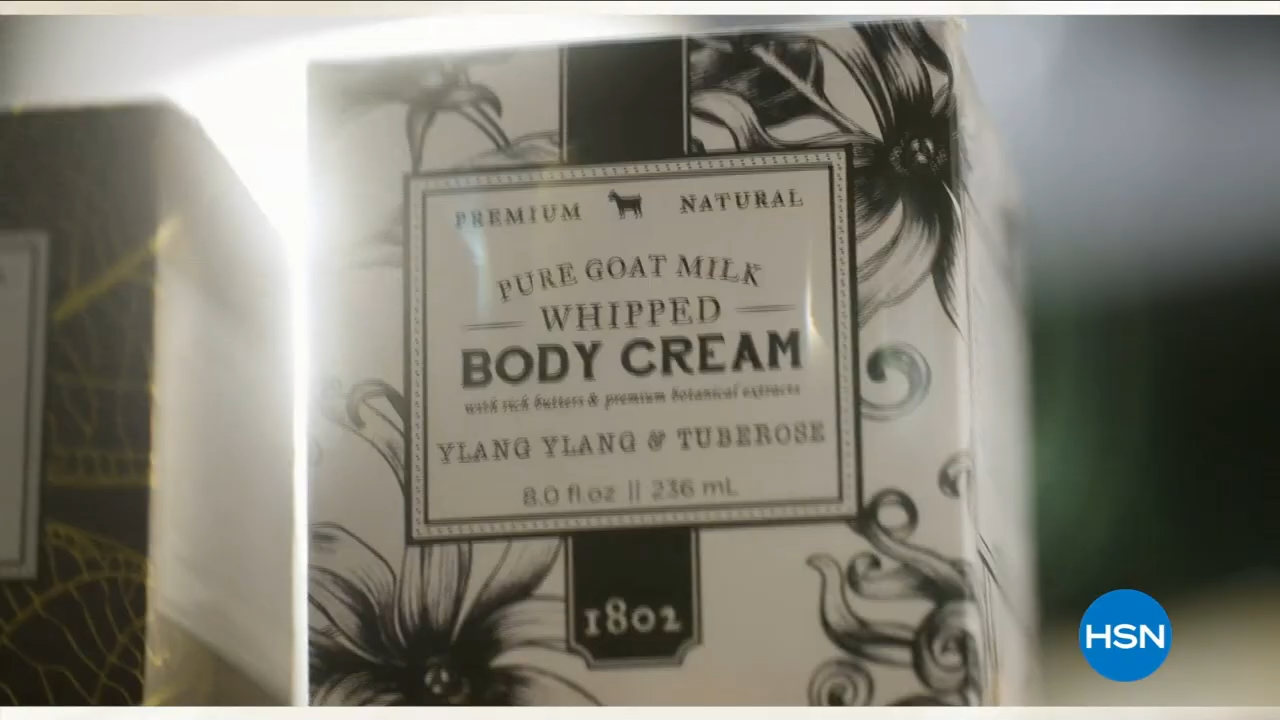 PREMIUM NATURAL
PURE GOAT MILK
WHIPPED
BODY CREAM
with rich butters & premium botanical extracts
YLANG YLANG & TUBEROSE
8.0 fl.oz || 236 mL
1802
HSN